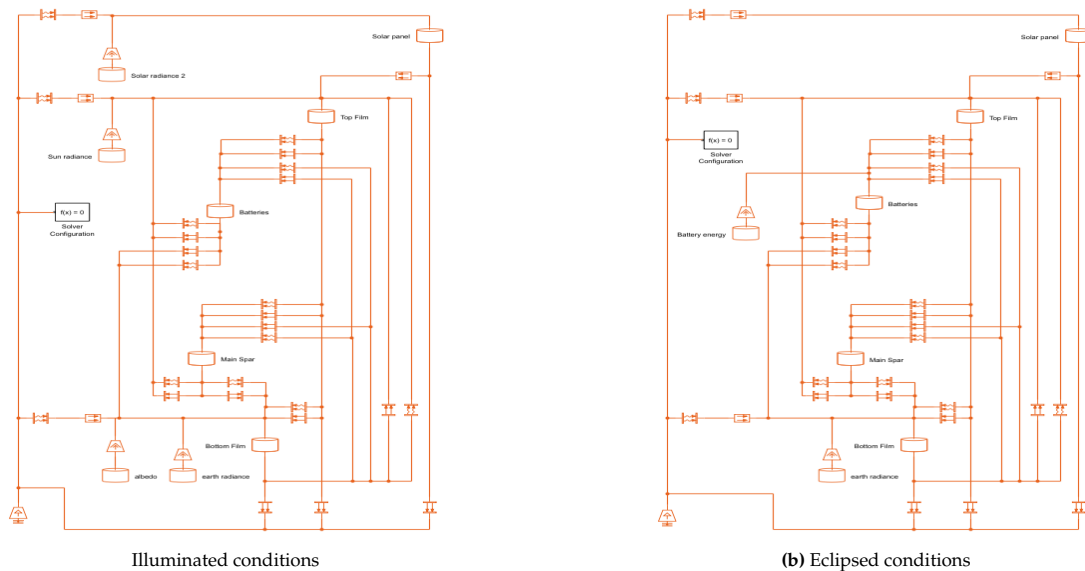 Solar panel
Solar radiance 2
Top Film
Sun radiance
Batteries
f(x) = 0
Solver
Configuration
Main Spar
Bottom Film
albedo
earth radiance
Illuminated conditions
Solar panel
Top Film
f(x) = 0
Solver
Configuration
Batteries
Battery energy
Main Spar
Bottom Film
earth radiance
(b) Eclipsed conditions